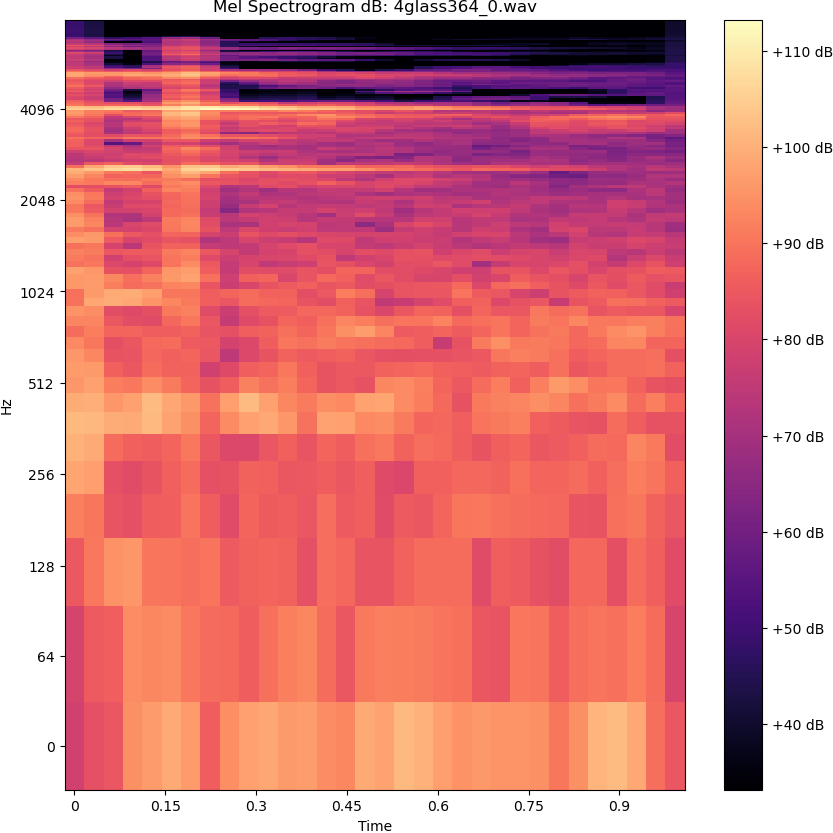 Mel Spectrogram dB: 4glass364_0.wav
+110 dB
4096
+100 dB
2048
+90 dB
1024
+80 dB
512
Hz
+70 dB
256
+60 dB
128
+50 dB
64
+40 dB
0
0 0.15 0.3 0.45 0.6 0.75 0.9
Time